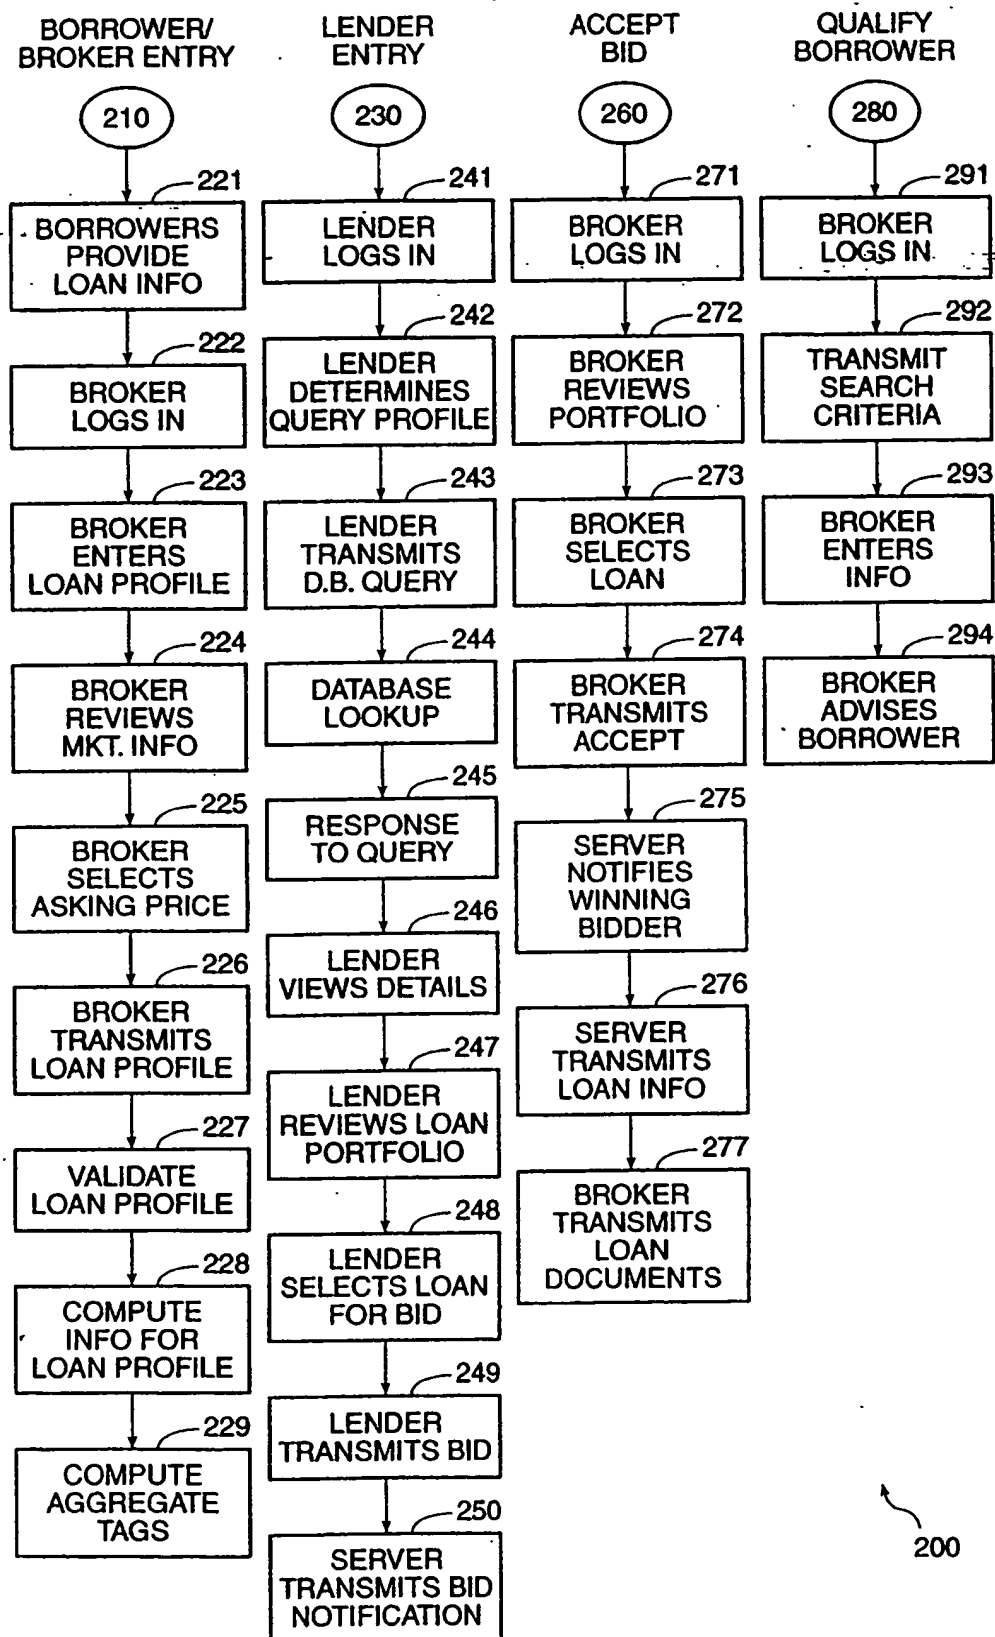 BORROWER/
BROKER ENTRY
210
221
BORROWERS
PROVIDE
LOAN INFO
222
BROKER
LOGS IN
223
BROKER
ENTERS
LOAN PROFILE
224
BROKER
REVIEWS
MKT. INFO
225
BROKER
SELECTS
ASKING PRICE
226
BROKER
TRANSMITS
LOAN PROFILE
227
VALIDATE
LOAN PROFILE
228
COMPUTE
INFO FOR
LOAN PROFILE
229
COMPUTE
AGGREGATE
TAGS
LENDER
ENTRY
230
241
LENDER
LOGS IN
242
LENDER
DETERMINES
QUERY PROFILE
243
LENDER
TRANSMITS
D.B. QUERY
244
DATABASE
LOOKUP
245
RESPONSE
TO QUERY
246
LENDER
VIEWS DETAILS
247
LENDER
REVIEWS LOAN
PORTFOLIO
248
LENDER
SELECTS LOAN
FOR BID
249
LENDER
TRANSMITS BID
250
SERVER
TRANSMITS BID
NOTIFICATION
ACCEPT
BID
260
271
BROKER
LOGS IN
272
BROKER
REVIEWS
PORTFOLIO
273
BROKER
SELECTS
LOAN
274
BROKER
TRANSMITS
ACCEPT
275
SERVER
NOTIFIES
WINNING
BIDDER
276
SERVER
TRANSMITS
LOAN INFO
277
BROKER
TRANSMITS
LOAN
DOCUMENTS
QUALIFY
BORROWER
280
291
BROKER
LOGS IN
292
TRANSMIT
SEARCH
CRITERIA
293
BROKER
ENTERS
INFO
294
BROKER
ADVISES
BORROWER
200